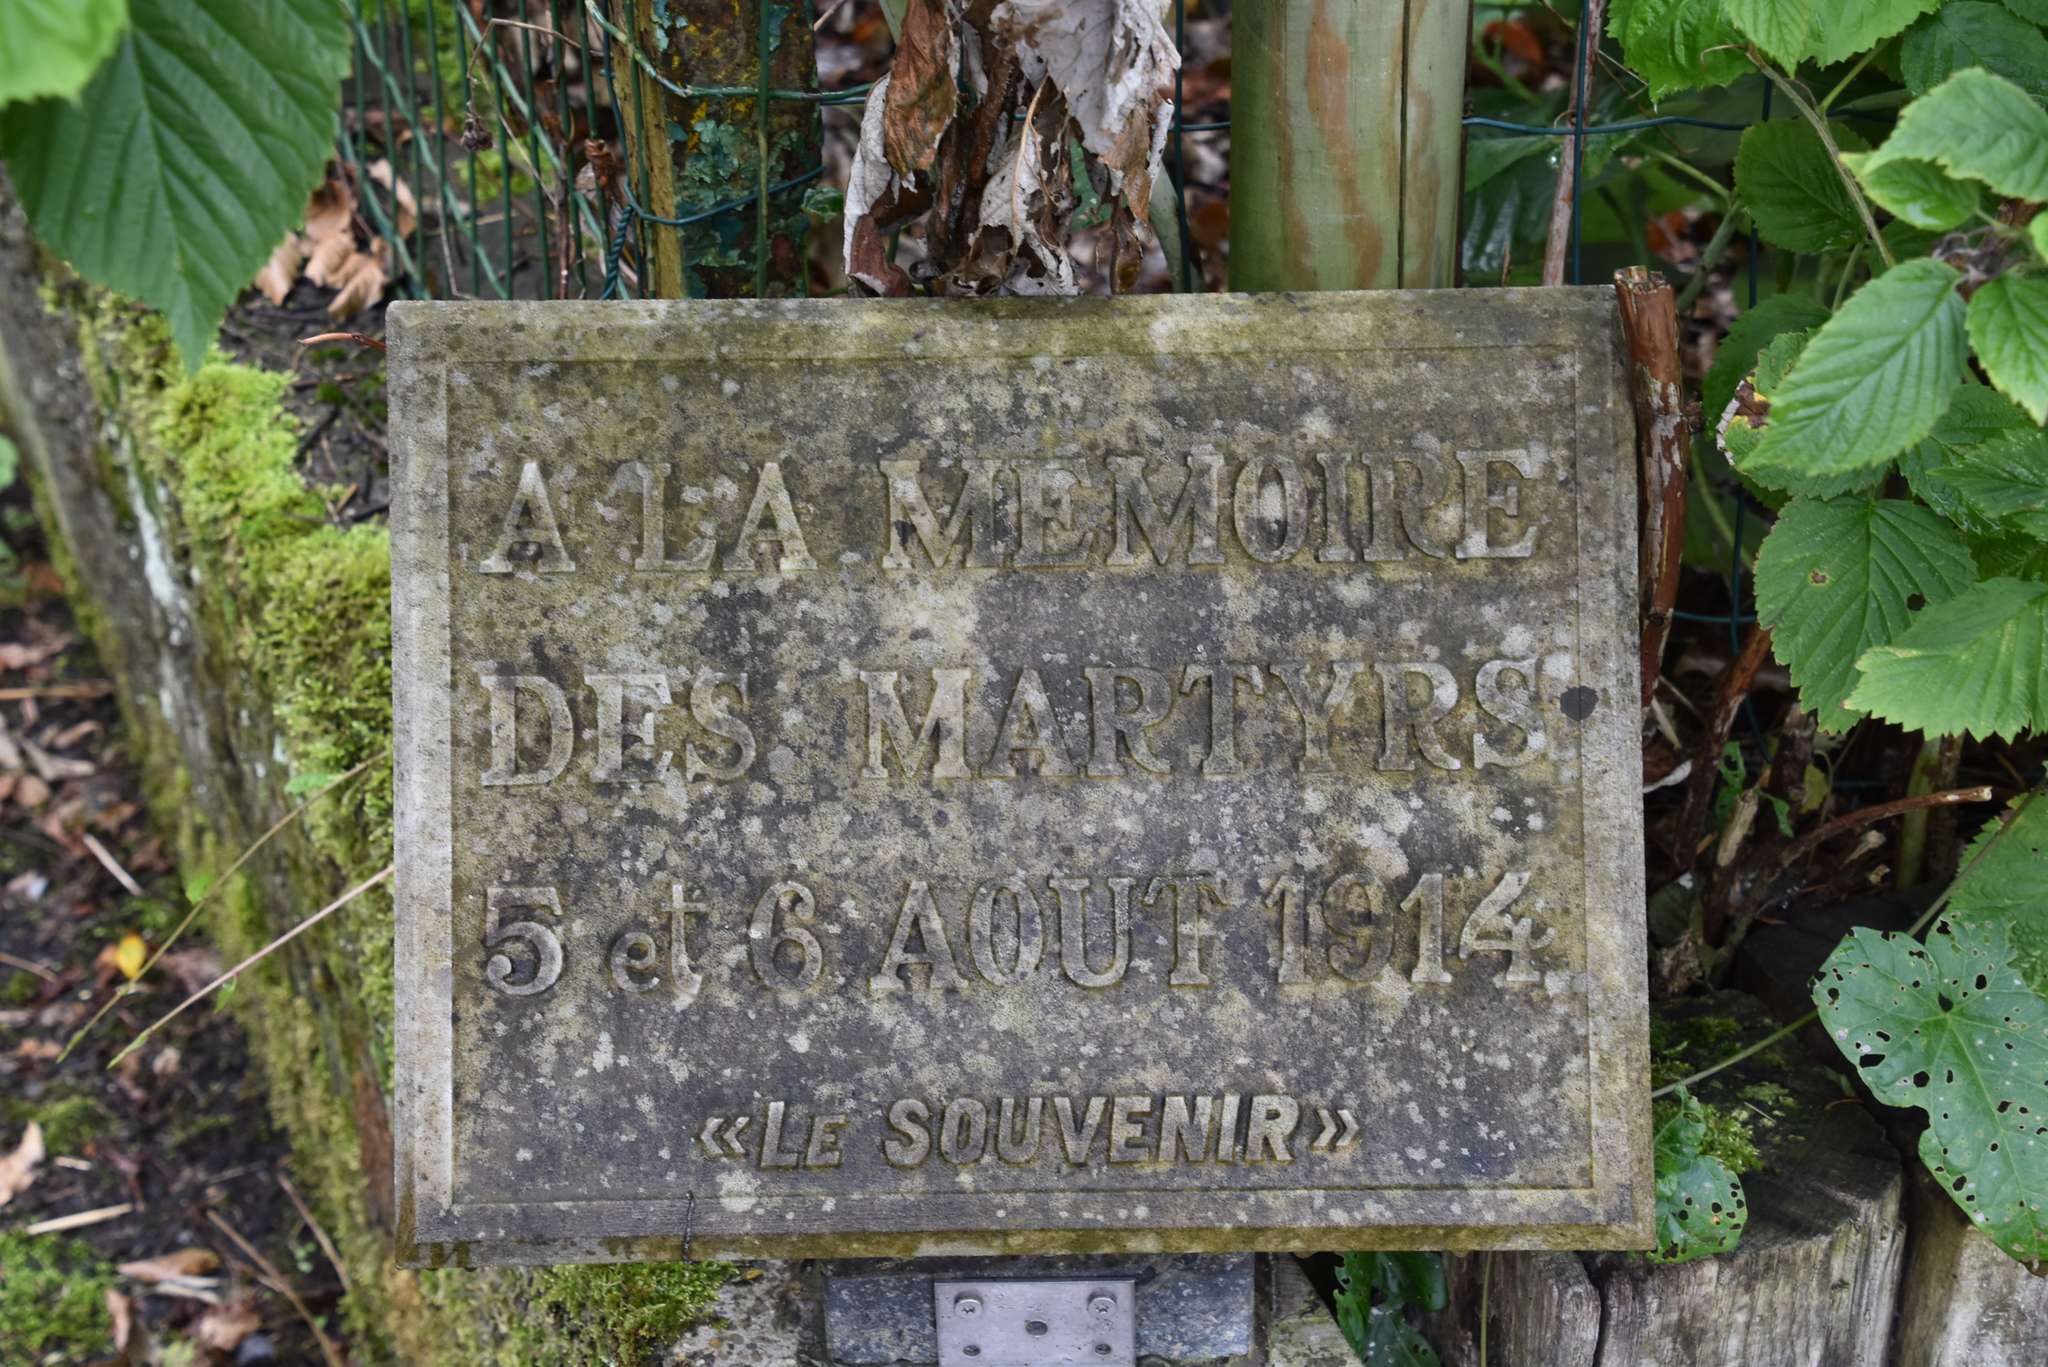 A LA MEMOIRE
DES MARTYRS
5 et 6 AOUT 1914
«LE SOUVENIR»